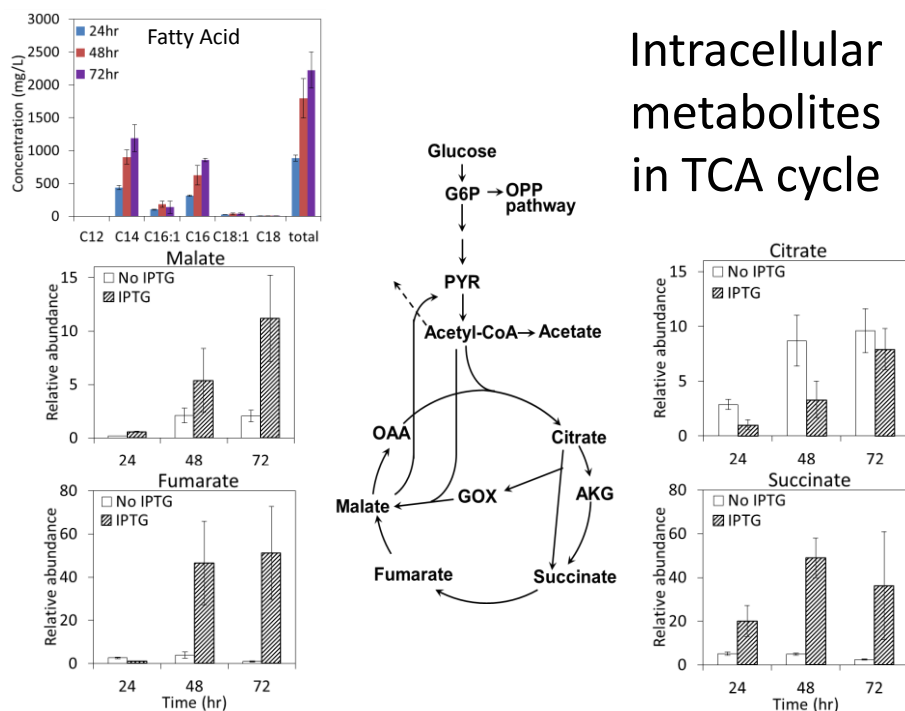 Intracellular
metabolites
in TCA cycle
Fatty Acid
24hr
48hr
72hr
Concentration (mg/L)
3000
2500
2000
1500
1000
500
0
C12 C14 C16:1 C16 C18:1 C18 total
Malate
No IPTG
IPTG
Relative abundance
15
10
5
0
24 48 72
Fumarate
No IPTG
IPTG
Relative abundance
80
60
40
20
0
24 48 72
Time (hr)
Glucose
G6P OPP
pathway
PYR
Acetyl-CoA Acetate
OAA
Citrate
Malate GOX AKG
Fumarate Succinate
Citrate
No IPTG
IPTG
Relative abundance
15
10
5
0
24 48 72
Succinate
No IPTG
IPTG
Relative abundance
80
60
40
20
0
24 48 72
Time (hr)